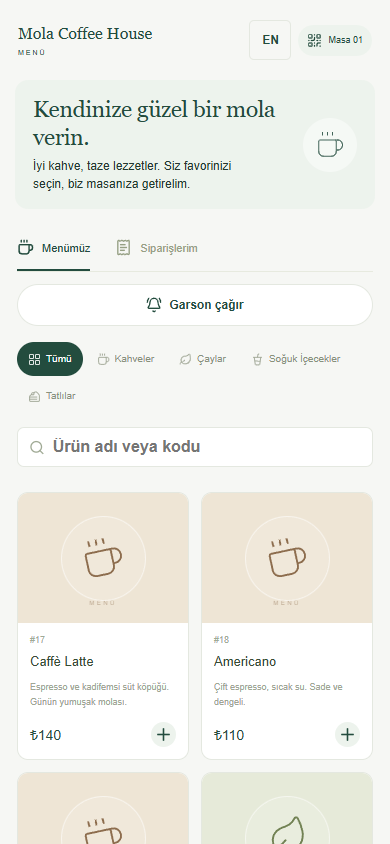 Mola Coffee House
MENÜ
EN
Masa 01
Kendinize güzel bir mola
verin.
İyi kahve, taze lezzetler. Siz favorinizi
seçin, biz masanıza getirelim.
Menümüz
Siparişlerim
Garson çağır
Tümü
Kahveler
Çaylar
Soğuk İçecekler
Tatlılar
Ürün adı veya kodu
MENÜ
MENÜ
#17
Caffè Latte
Espresso ve kadifemsi süt köpüğü.
Günün yumuşak molası.
₺140
#18
Americano
Çift espresso, sıcak su. Sade ve
dengeli.
₺110